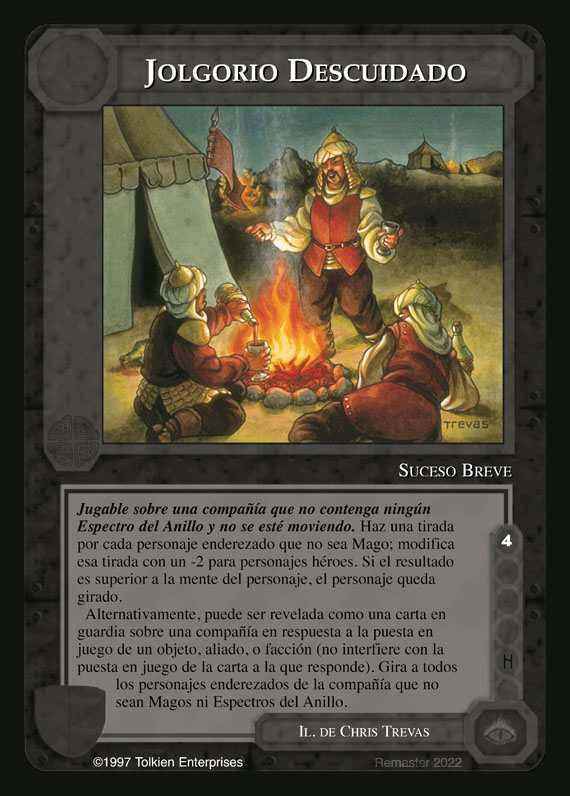 Jolgorio Descuidado
Trevas
Suceso Breve
Jugable sobre una compañía que no contenga ningún
Espectro del Anillo y no se esté moviendo. Haz una tirada
por cada personaje enderezado que no sea Mago; modifica
esa tirada con un -2 para personajes héroes. Si el resultado
es superior a la mente del personaje, el personaje queda
girado.
Alternativamente, puede ser revelada como una carta en
guardia sobre una compañía en respuesta a la puesta en
juego de un objeto, aliado, o facción (no interfiere con la
puesta en juego de la carta a la que responde). Gira a todos
los personajes enderezados de la compañía que no
sean Magos ni Espectros del Anillo.
4
H
Il. de Chris Trevas
©1997 Tolkien Enterprises
Remaster 2022